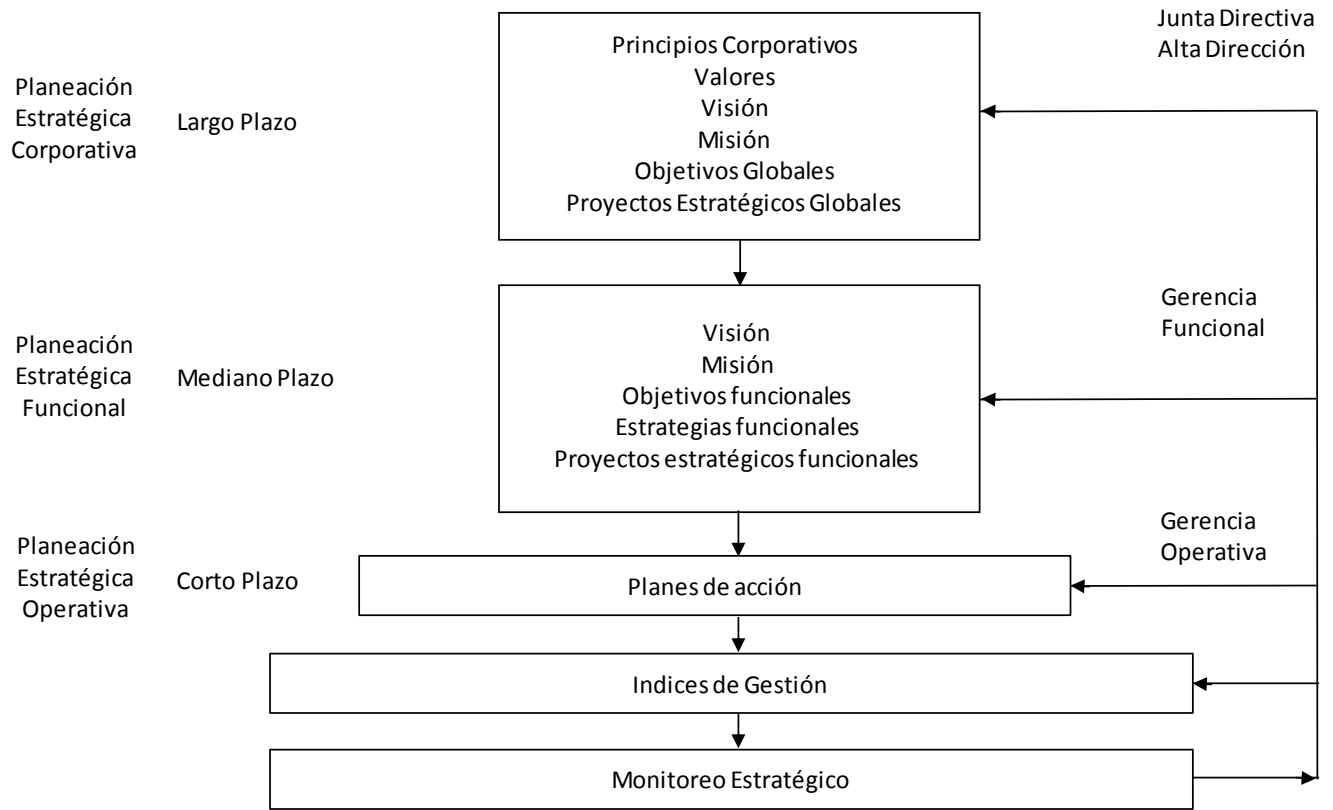 Junta Directiva
Alta Dirección
Principios Corporativos
Valores
Visión
Misión
Objetivos Globales
Proyectos Estratégicos Globales
Planeación
Estratégica
Corporativa
Largo Plazo
Gerencia
Funcional
Visión
Misión
Objetivos funcionales
Estrategias funcionales
Proyectos estratégicos funcionales
Planeación
Estratégica
Funcional
Mediano Plazo
Gerencia
Operativa
Planeación
Estratégica
Operativa
Corto Plazo
Planes de acción
Indices de Gestión
Monitoreo Estratégico